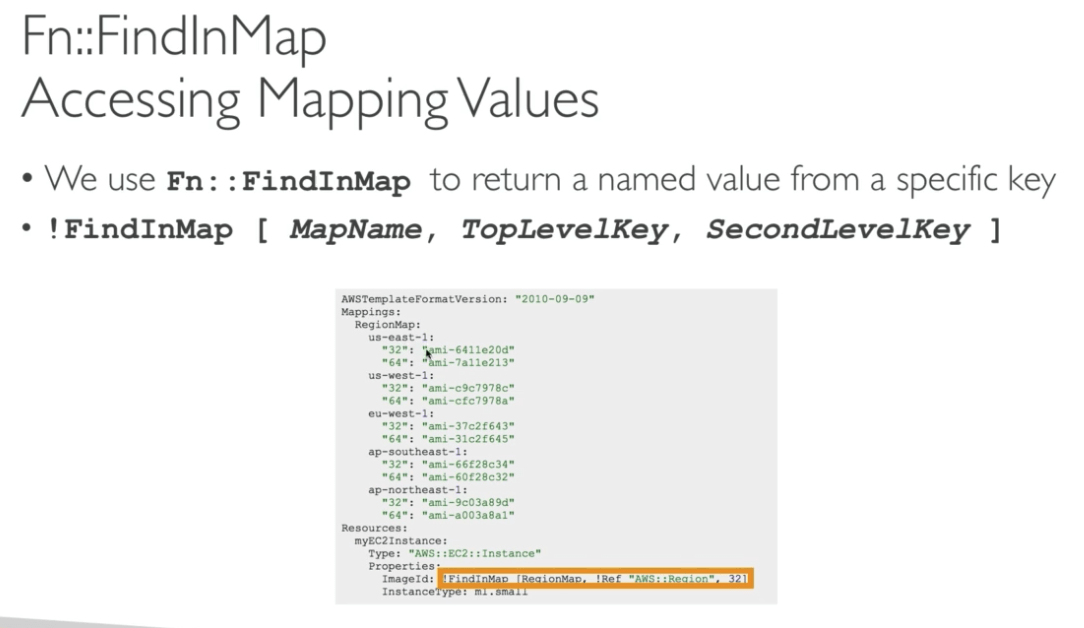 Fn::FindInMap
Accessing Mapping Values
• We use Fn::FindInMap to return a named value from a specific key
• !FindInMap [ MapName, TopLevelKey, SecondLevelKey ]
AWSTemplateFormatVersion: "2010-09-09"
Mappings:
RegionMap:
us-east-1:
"32": "ami-6411e20d"
"64": "ami-7a11e213"
us-west-1:
"32": "ami-c9c7978c"
"64": "ami-cfc7978a"
eu-west-1:
"32": "ami-37c2f643"
"64": "ami-31c2f645"
ap-southeast-1:
"32": "ami-66f28c34"
"64": "ami-60f28c32"
ap-northeast-1:
"32": "ami-9c03a89d"
"64": "ami-a003a8a1"
Resources:
myEC2Instance:
Type: "AWS::EC2::Instance"
Properties:
ImageId: !FindInMap [RegionMap, !Ref "AWS::Region", 32]
InstanceType: m1.small